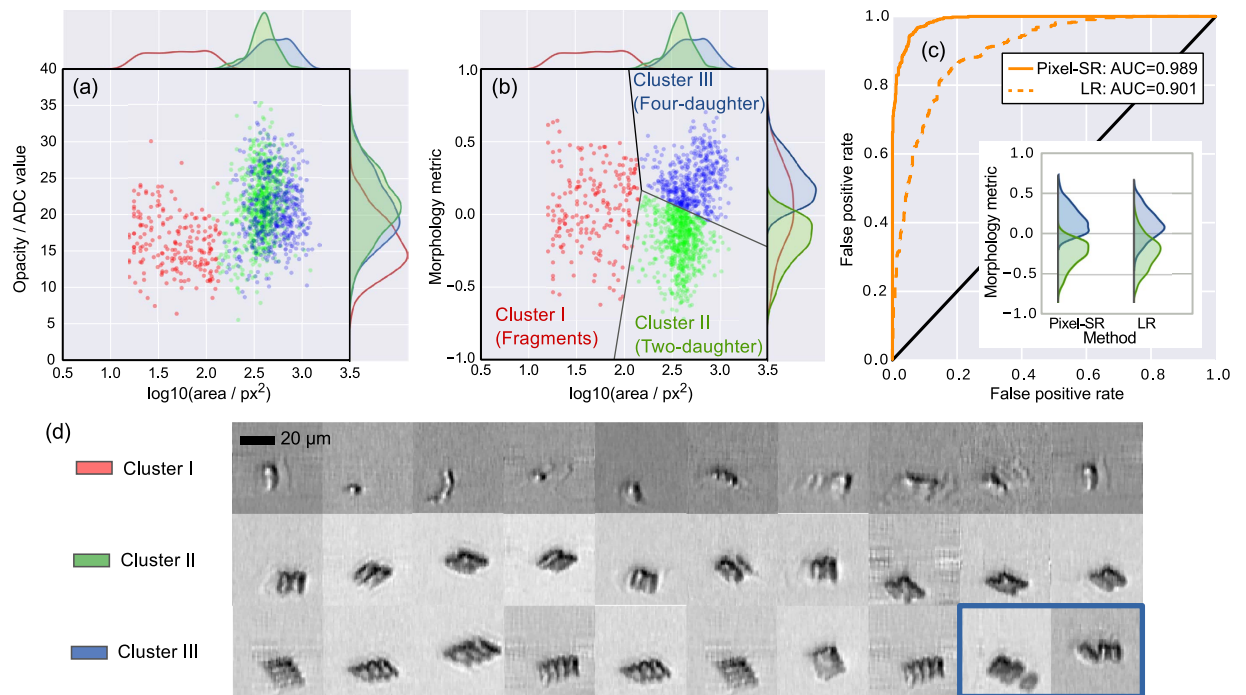 (a)
Opacity / ADC value
40
35
30
25
20
15
10
5
0
0.5
1.0
1.5
2.0
2.5
3.0
3.5
log10(area / px²)
(b)
Cluster III
(Four-daughter)
Morphology metric
1.0
0.5
0.0
−0.5
−1.0
Cluster I
(Fragments)
Cluster II
(Two-daughter)
0.5
1.0
1.5
2.0
2.5
3.0
3.5
log10(area / px²)
(c)
Pixel-SR: AUC=0.989
LR: AUC=0.901
False positive rate
1.0
0.8
0.6
0.4
0.2
0.0
Morphology metric
1.0
0.5
0.0
−0.5
−1.0
Pixel-SR
LR
Method
0.0
0.2
0.4
0.6
0.8
1.0
False positive rate
(d)
20 μm
Cluster I
Cluster II
Cluster III